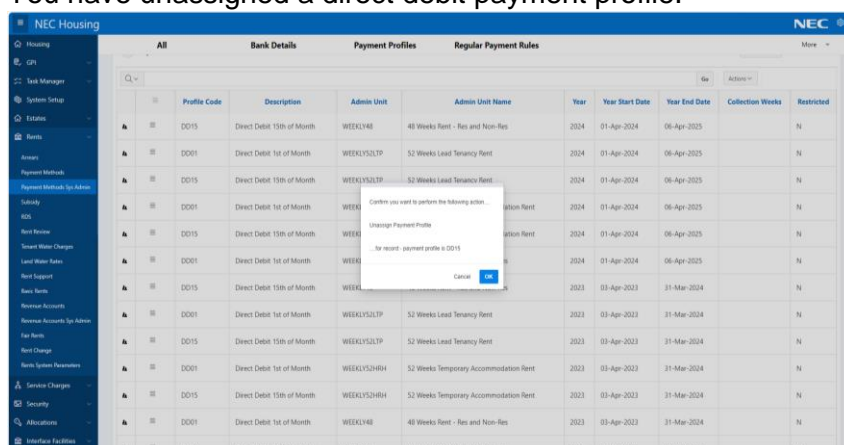 You have unassigned a direct debit payment profile.
NEC Housing
NEC
Housing
All
Bank Details
Payment Profiles
Regular Payment Rules
More
GPI
Task Manager
Go
Actions
System Setup
Estates
Rents
Arrears
Payment Methods
Payment Methods Sys Admin
Subsidy
RDS
Rent Review
Tenant Water Charges
Land Water Rates
Rent Support
Basic Rents
Revenue Accounts
Revenue Accounts Sys Admin
Fair Rents
Rent Change
Rents System Parameters
Service Charges
Security
Allocations
Interface Facilities
Profile Code Description Admin Unit Admin Unit Name Year Year Start Date Year End Date Collection Weeks Restricted
DD15 Direct Debit 15th of Month WEEKLY48 48 Weeks Rent - Res and Non-Res 2024 01-Apr-2024 06-Apr-2025 N
DD01 Direct Debit 1st of Month WEEKLY52LTP 52 Weeks Lead Tenancy Rent 2024 01-Apr-2024 06-Apr-2025 N
DD15 Direct Debit 15th of Month WEEKLY52LTP 52 Weeks Lead Tenancy Rent 2024 01-Apr-2024 06-Apr-2025 N
DD01 Direct Debit 1st of Month ation Rent 2024 01-Apr-2024 06-Apr-2025 N
DD15 Direct Debit 15th of Month ation Rent 2024 01-Apr-2024 06-Apr-2025 N
DD01 Direct Debit 1st of Month 2024 01-Apr-2024 06-Apr-2025 N
DD15 Direct Debit 15th of Month 2023 03-Apr-2023 31-Mar-2024 N
DD01 Direct Debit 1st of Month WEEKLY52LTP 52 Weeks Lead Tenancy Rent 2023 03-Apr-2023 31-Mar-2024 N
DD15 Direct Debit 15th of Month WEEKLY52LTP 52 Weeks Lead Tenancy Rent 2023 03-Apr-2023 31-Mar-2024 N
DD01 Direct Debit 1st of Month WEEKLY52HRH 52 Weeks Temporary Accommodation Rent 2023 03-Apr-2023 31-Mar-2024 N
DD15 Direct Debit 15th of Month WEEKLY52HRH 52 Weeks Temporary Accommodation Rent 2023 03-Apr-2023 31-Mar-2024 N
DD01 Direct Debit 1st of Month WEEKLY48 48 Weeks Rent - Res and Non-Res 2023 03-Apr-2023 31-Mar-2024 N
Confirm you want to perform the following action...
Unassign Payment Profile
... for record - payment profile is DD15
Cancel
OK